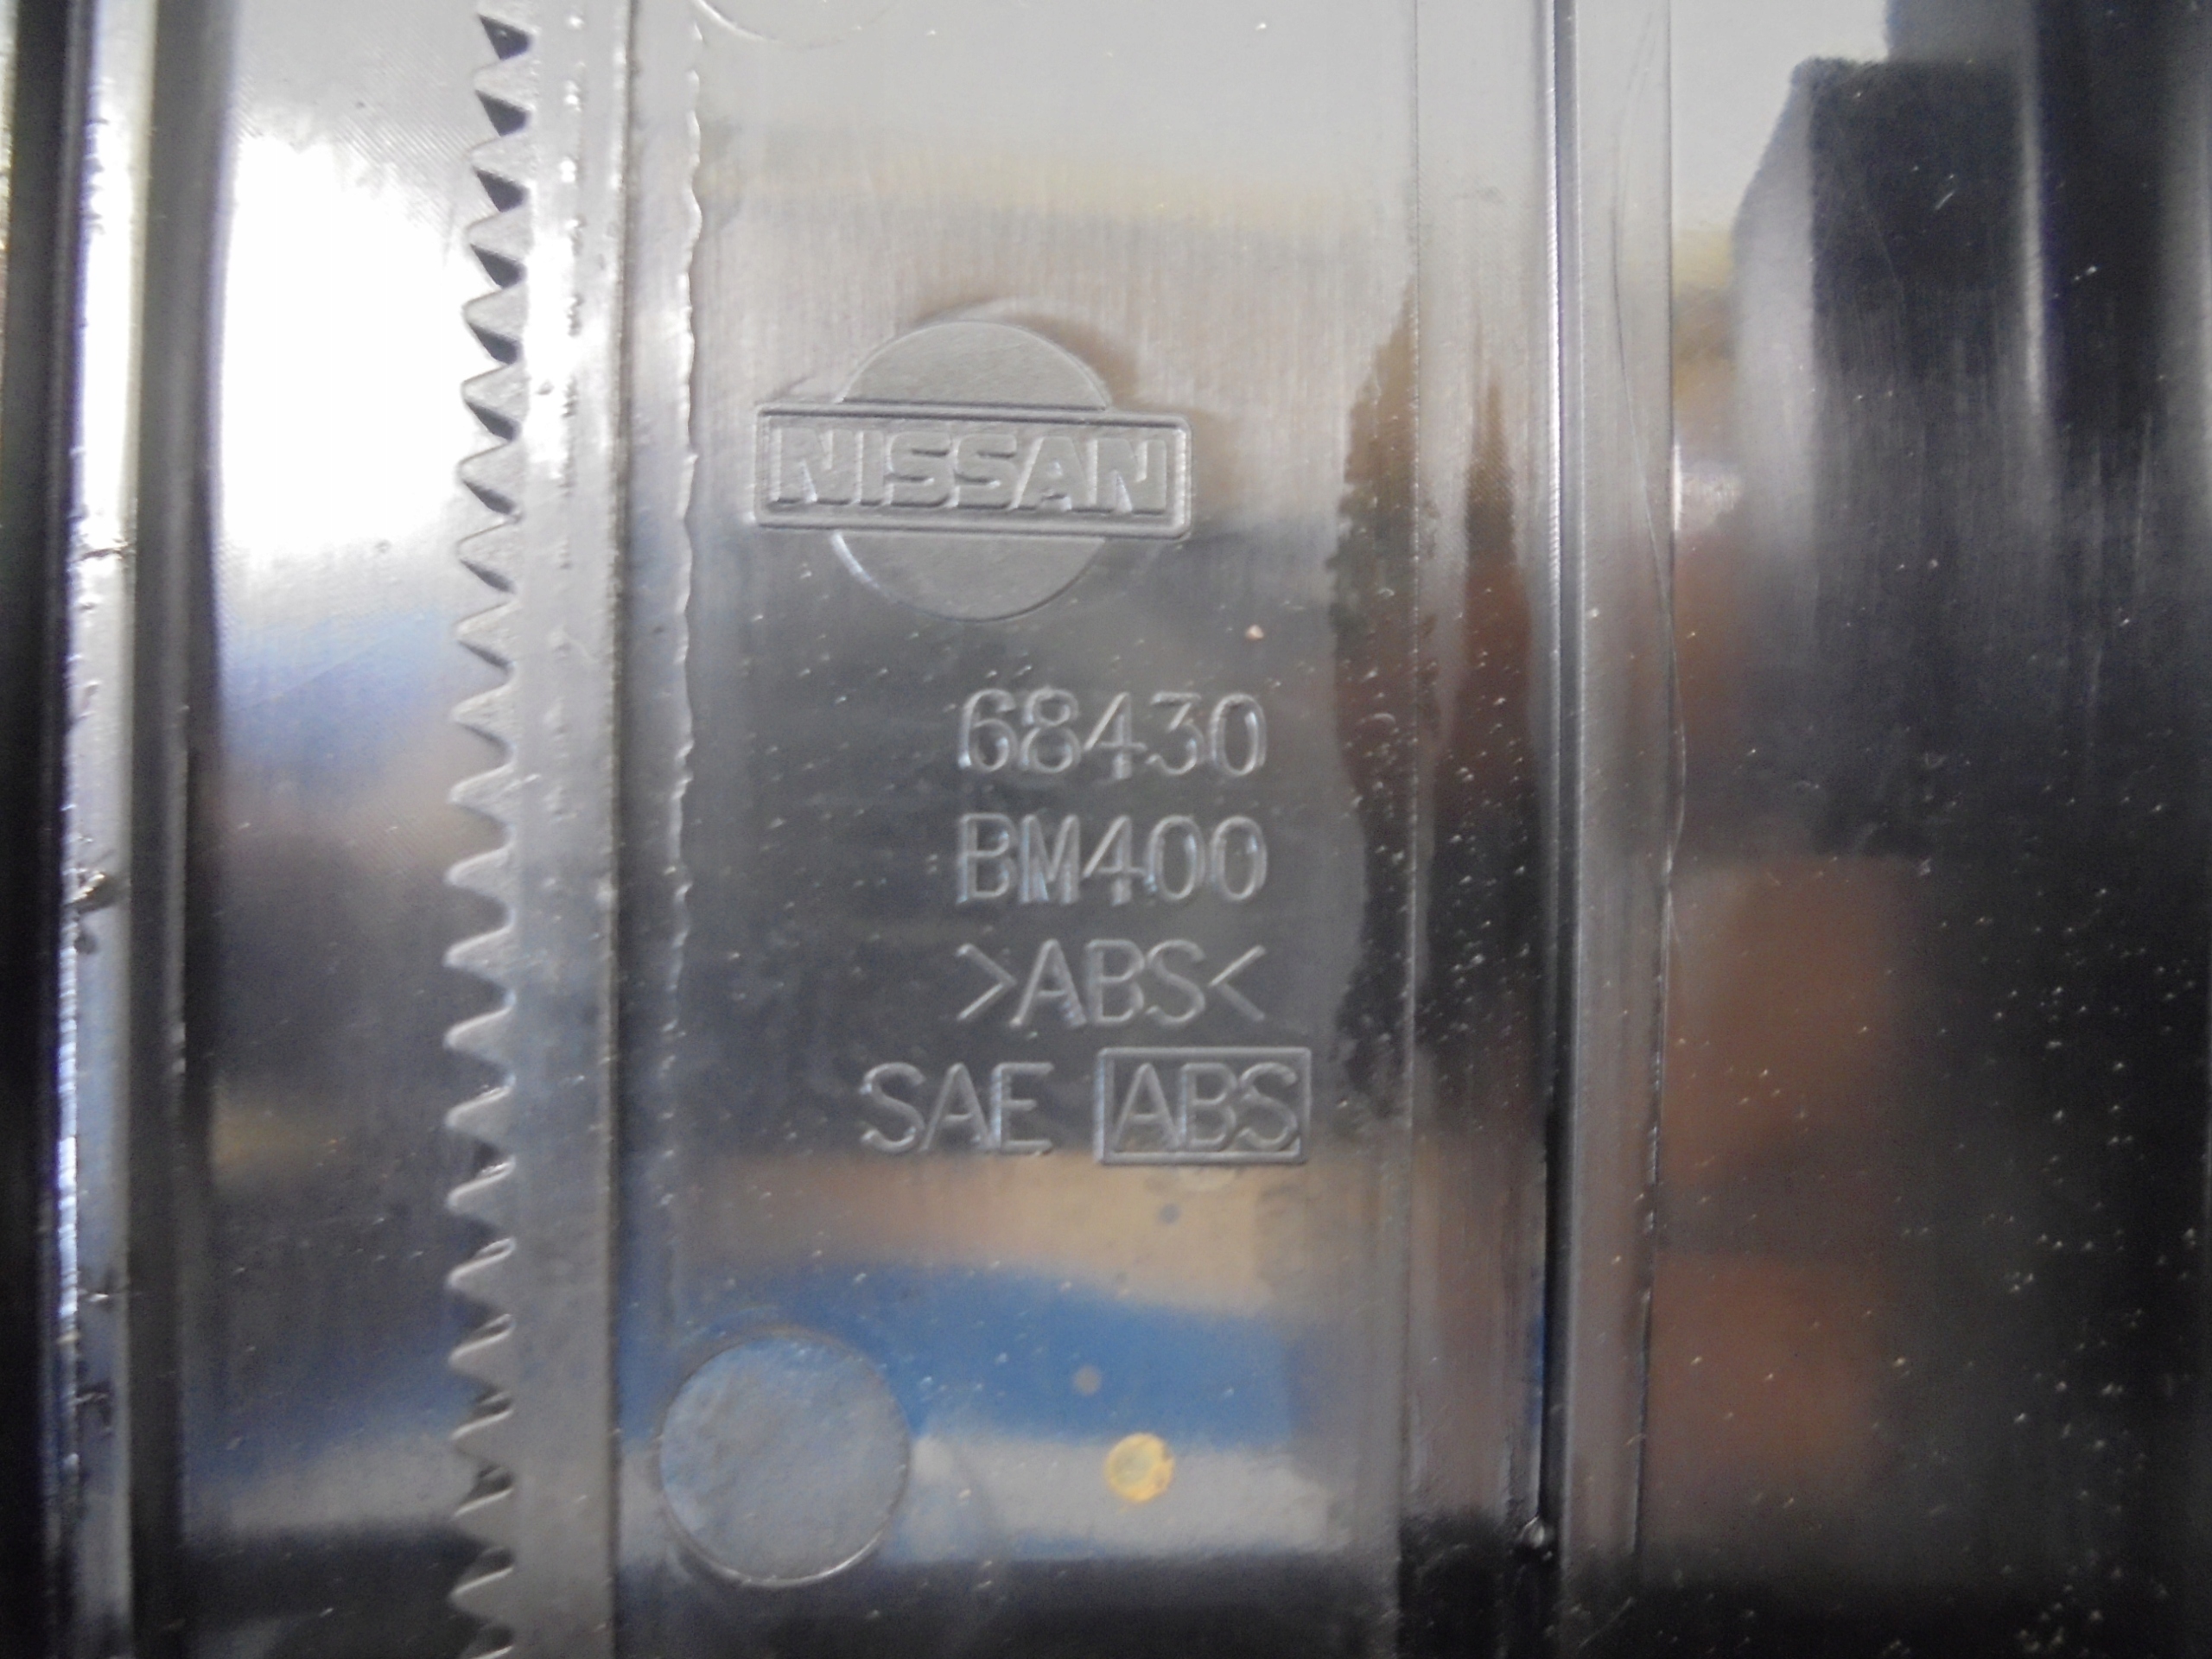 NISSAN
68430
BM400
>ABS<
SAE ABS